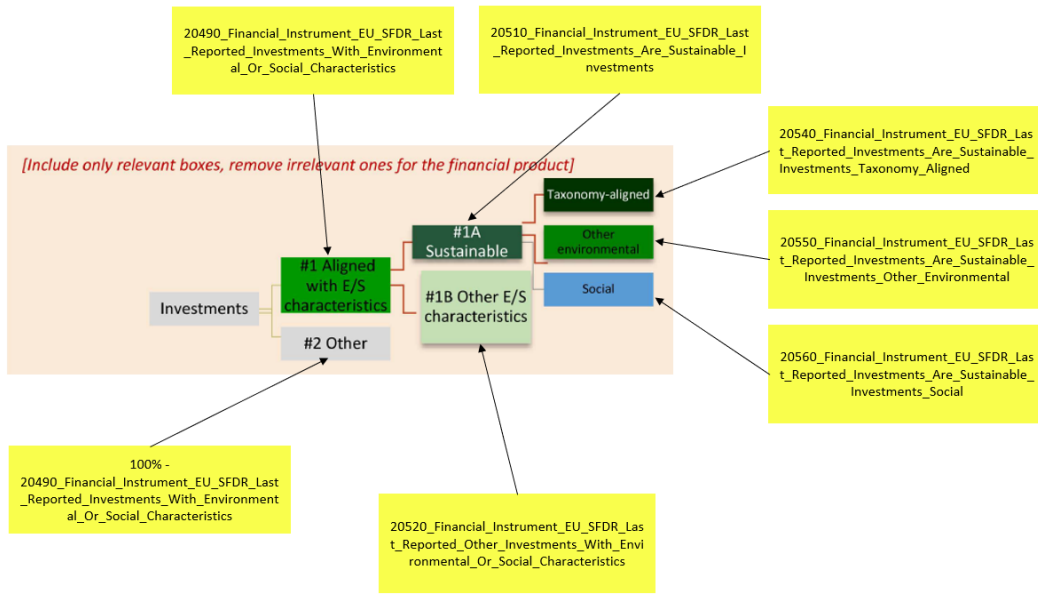 20490_Financial_Instrument_EU_SFDR_Last
_Reported_Investments_With_Environment
al_Or_Social_Characteristics
20510_Financial_Instrument_EU_SFDR_Last
_Reported_Investments_Are_Sustainable_I
nvestments
20540_Financial_Instrument_EU_SFDR_Las
t_Reported_Investments_Are_Sustainable_
Investments_Taxonomy_Aligned
[Include only relevant boxes, remove irrelevant ones for the financial product]
Taxonomy-aligned
#1A
Sustainable
Other
environmental
20550_Financial_Instrument_EU_SFDR_Las
t_Reported_Investments_Are_Sustainable_
Investments_Other_Environmental
#1 Aligned
with E/S
characteristics
Investments
#1B Other E/S
characteristics
Social
#2 Other
20560_Financial_Instrument_EU_SFDR_Las
t_Reported_Investments_Are_Sustainable_
Investments_Social
100% -
20490_Financial_Instrument_EU_SFDR_Last
_Reported_Investments_With_Environment
al_Or_Social_Characteristics
20520_Financial_Instrument_EU_SFDR_Las
t_Reported_Other_Investments_With_Envi
ronmental_Or_Social_Characteristics